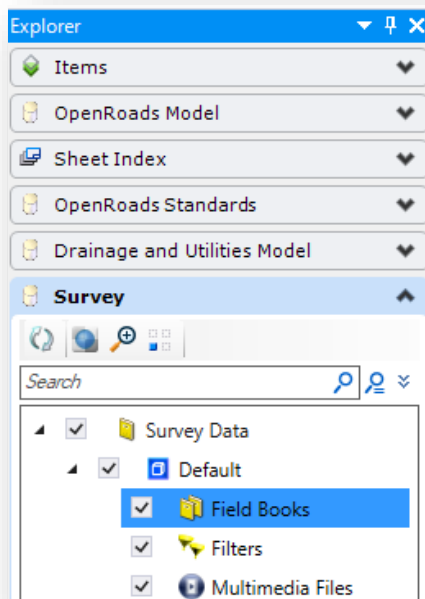 Explorer
Items
OpenRoads Model
Sheet Index
OpenRoads Standards
Drainage and Utilities Model
Survey
Search
Survey Data
Default
Field Books
Filters
Multimedia Files